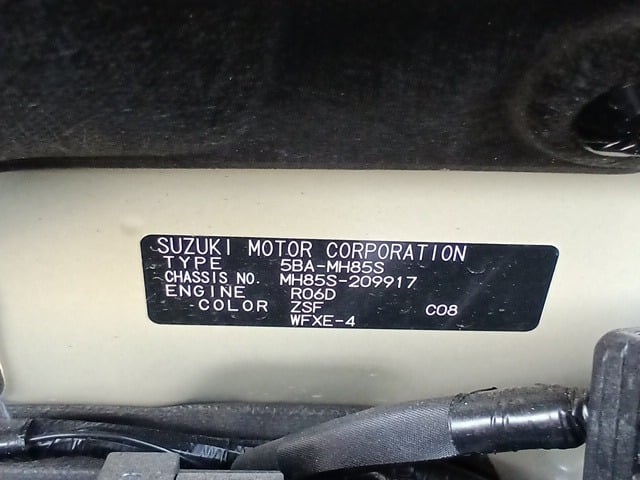 SUZUKI MOTOR CORPORATION
TYPE 5BA-MH85S
CHASSIS NO. MH85S-209917
ENGINE R06D
COLOR ZSF C08
WFXE-4